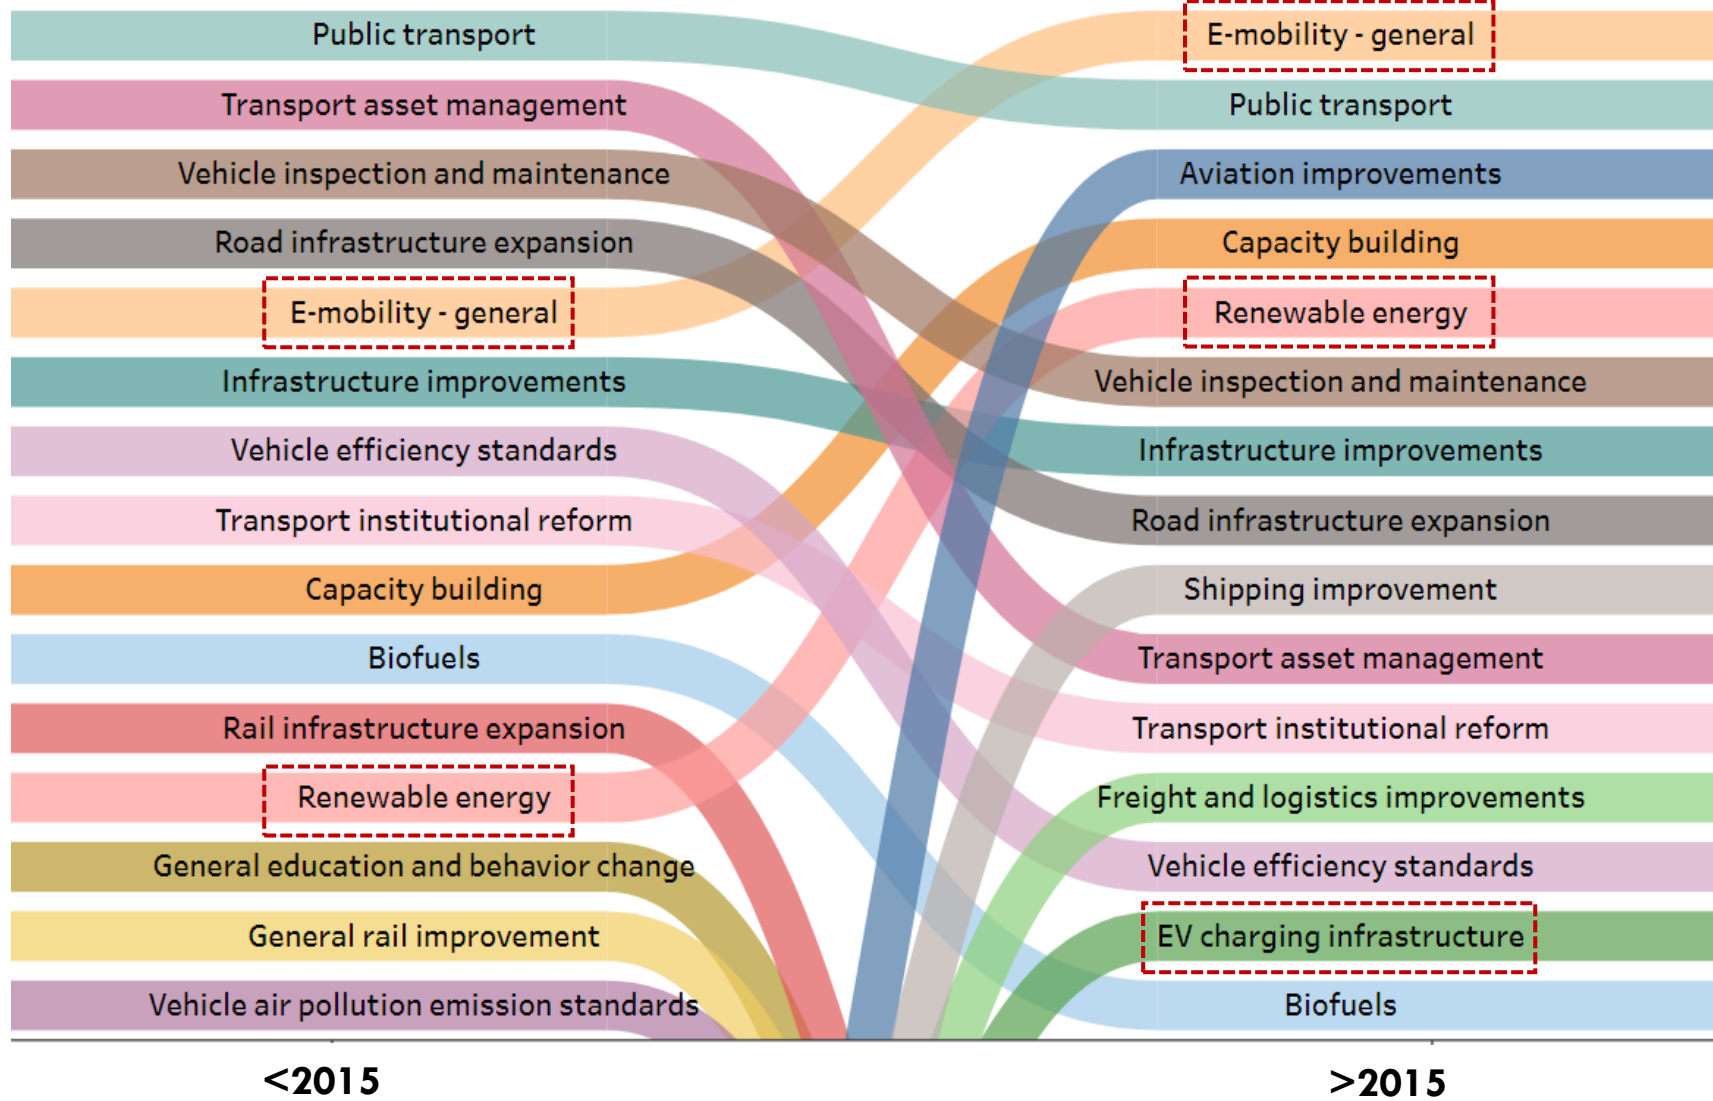 Public transport
Transport asset management
Vehicle inspection and maintenance
Road infrastructure expansion
E-mobility - general
Infrastructure improvements
Vehicle efficiency standards
Transport institutional reform
Capacity building
Biofuels
Rail infrastructure expansion
Renewable energy
General education and behavior change
General rail improvement
Vehicle air pollution emission standards
<2015
E-mobility - general
Public transport
Aviation improvements
Capacity building
Renewable energy
Vehicle inspection and maintenance
Infrastructure improvements
Road infrastructure expansion
Shipping improvement
Transport asset management
Transport institutional reform
Freight and logistics improvements
Vehicle efficiency standards
EV charging infrastructure
Biofuels
>2015